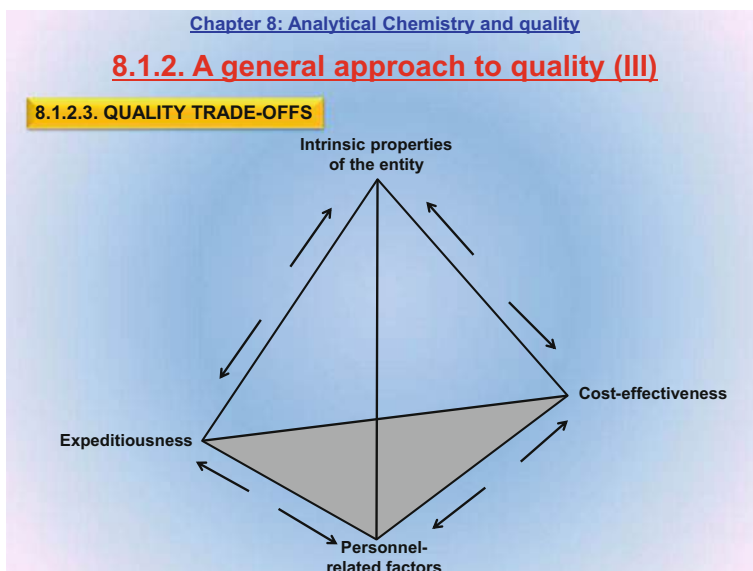 Chapter 8: Analytical Chemistry and quality
8.1.2. A general approach to quality (III)
8.1.2.3. QUALITY TRADE-OFFS
Intrinsic properties
of the entity
Cost-effectiveness
Expeditiousness
Personnel-
related factors